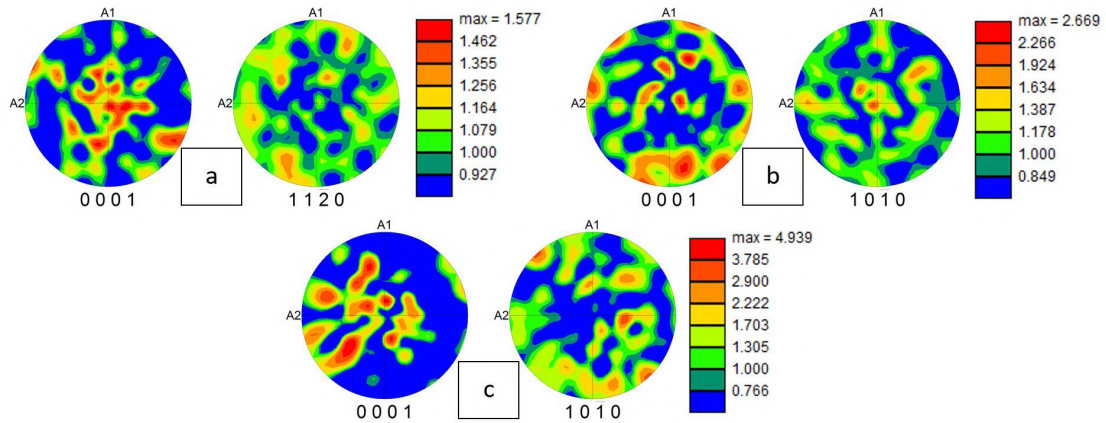 A1
A2
0 0 0 1
a
A1
1 1 2̄ 0
max = 1.577
1.462
1.355
1.256
1.164
1.079
1.000
0.927
A1
A2
0 0 0 1
b
A1
1 0 1̄ 0
max = 2.669
2.266
1.924
1.634
1.387
1.178
1.000
0.849
A1
A2
0 0 0 1
c
A1
A2
1 0 1̄ 0
max = 4.939
3.785
2.900
2.222
1.703
1.305
1.000
0.766